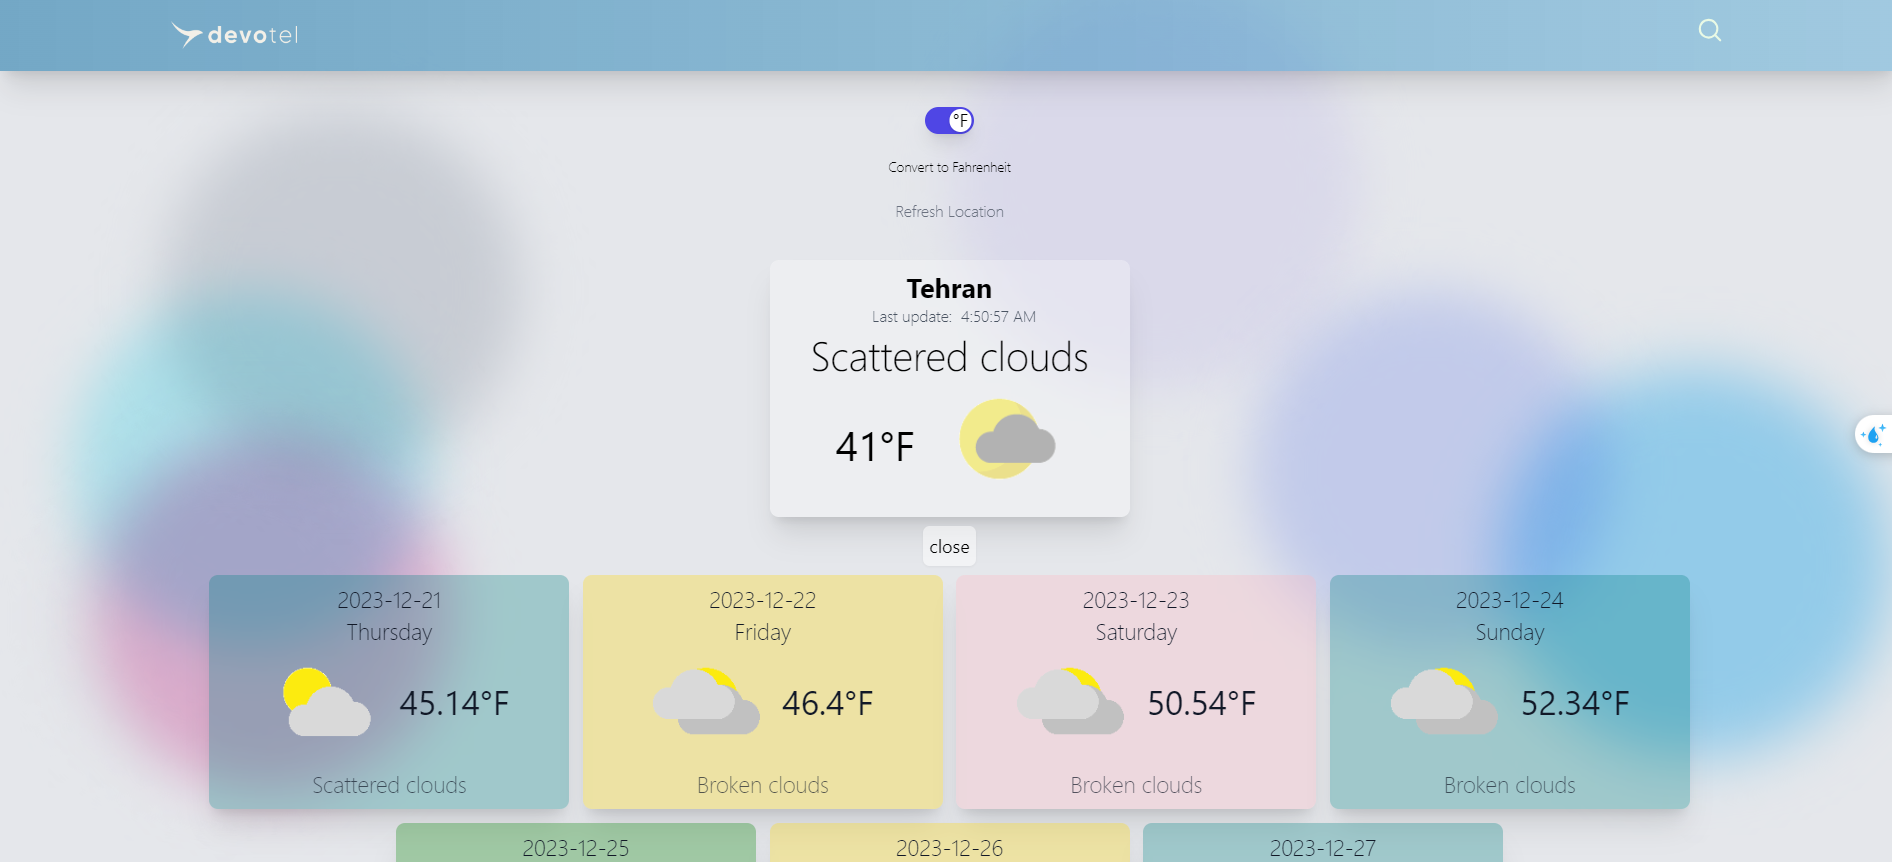 devotel
°F
Convert to Fahrenheit
Refresh Location
Tehran
Last update: 4:50:57 AM
Scattered clouds
41°F
close
2023-12-21
Thursday
45.14°F
Scattered clouds
2023-12-22
Friday
46.4°F
Broken clouds
2023-12-23
Saturday
50.54°F
Broken clouds
2023-12-24
Sunday
52.34°F
Broken clouds
2023-12-25
2023-12-26
2023-12-27